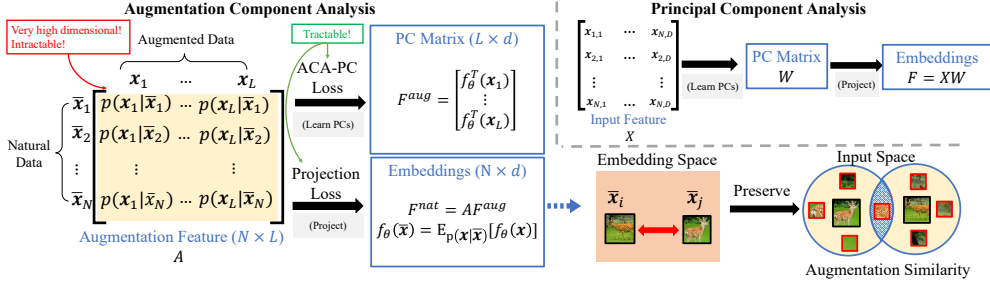 Augmentation Component Analysis
Very high dimensional!
Intractable!
Augmented Data
x_1 ... x_L
Natural
Data
x̅_1 p(x_1|x̅_1) ... p(x_L|x̅_1)
x̅_2 p(x_1|x̅_2) ... p(x_L|x̅_2)
⋮ ⋮ ⋮
x̅_N p(x_1|x̅_N) ... p(x_L|x̅_N)
Augmentation Feature (N × L)
A
Tractable!
ACA-PC
Loss
(Learn PCs)
Projection
Loss
(Project)
PC Matrix (L × d)
F^{aug} = [f_θ^T(x_1) ⋮ f_θ^T(x_L)]
Embeddings (N × d)
F^{nat} = AF^{aug}
f_θ(x̅) = E_{p(x|x̅)}[f_θ(x)]
Principal Component Analysis
x_{1,1} ... x_{N,D}
x_{2,1} ... x_{2,D}
⋮ ⋮
x_{N,1} ... x_{N,D}
Input Feature
X
(Learn PCs)
PC Matrix
W
(Project)
Embeddings
F = XW
Embedding Space
x̅_i x̅_j
Preserve
Input Space
Augmentation Similarity